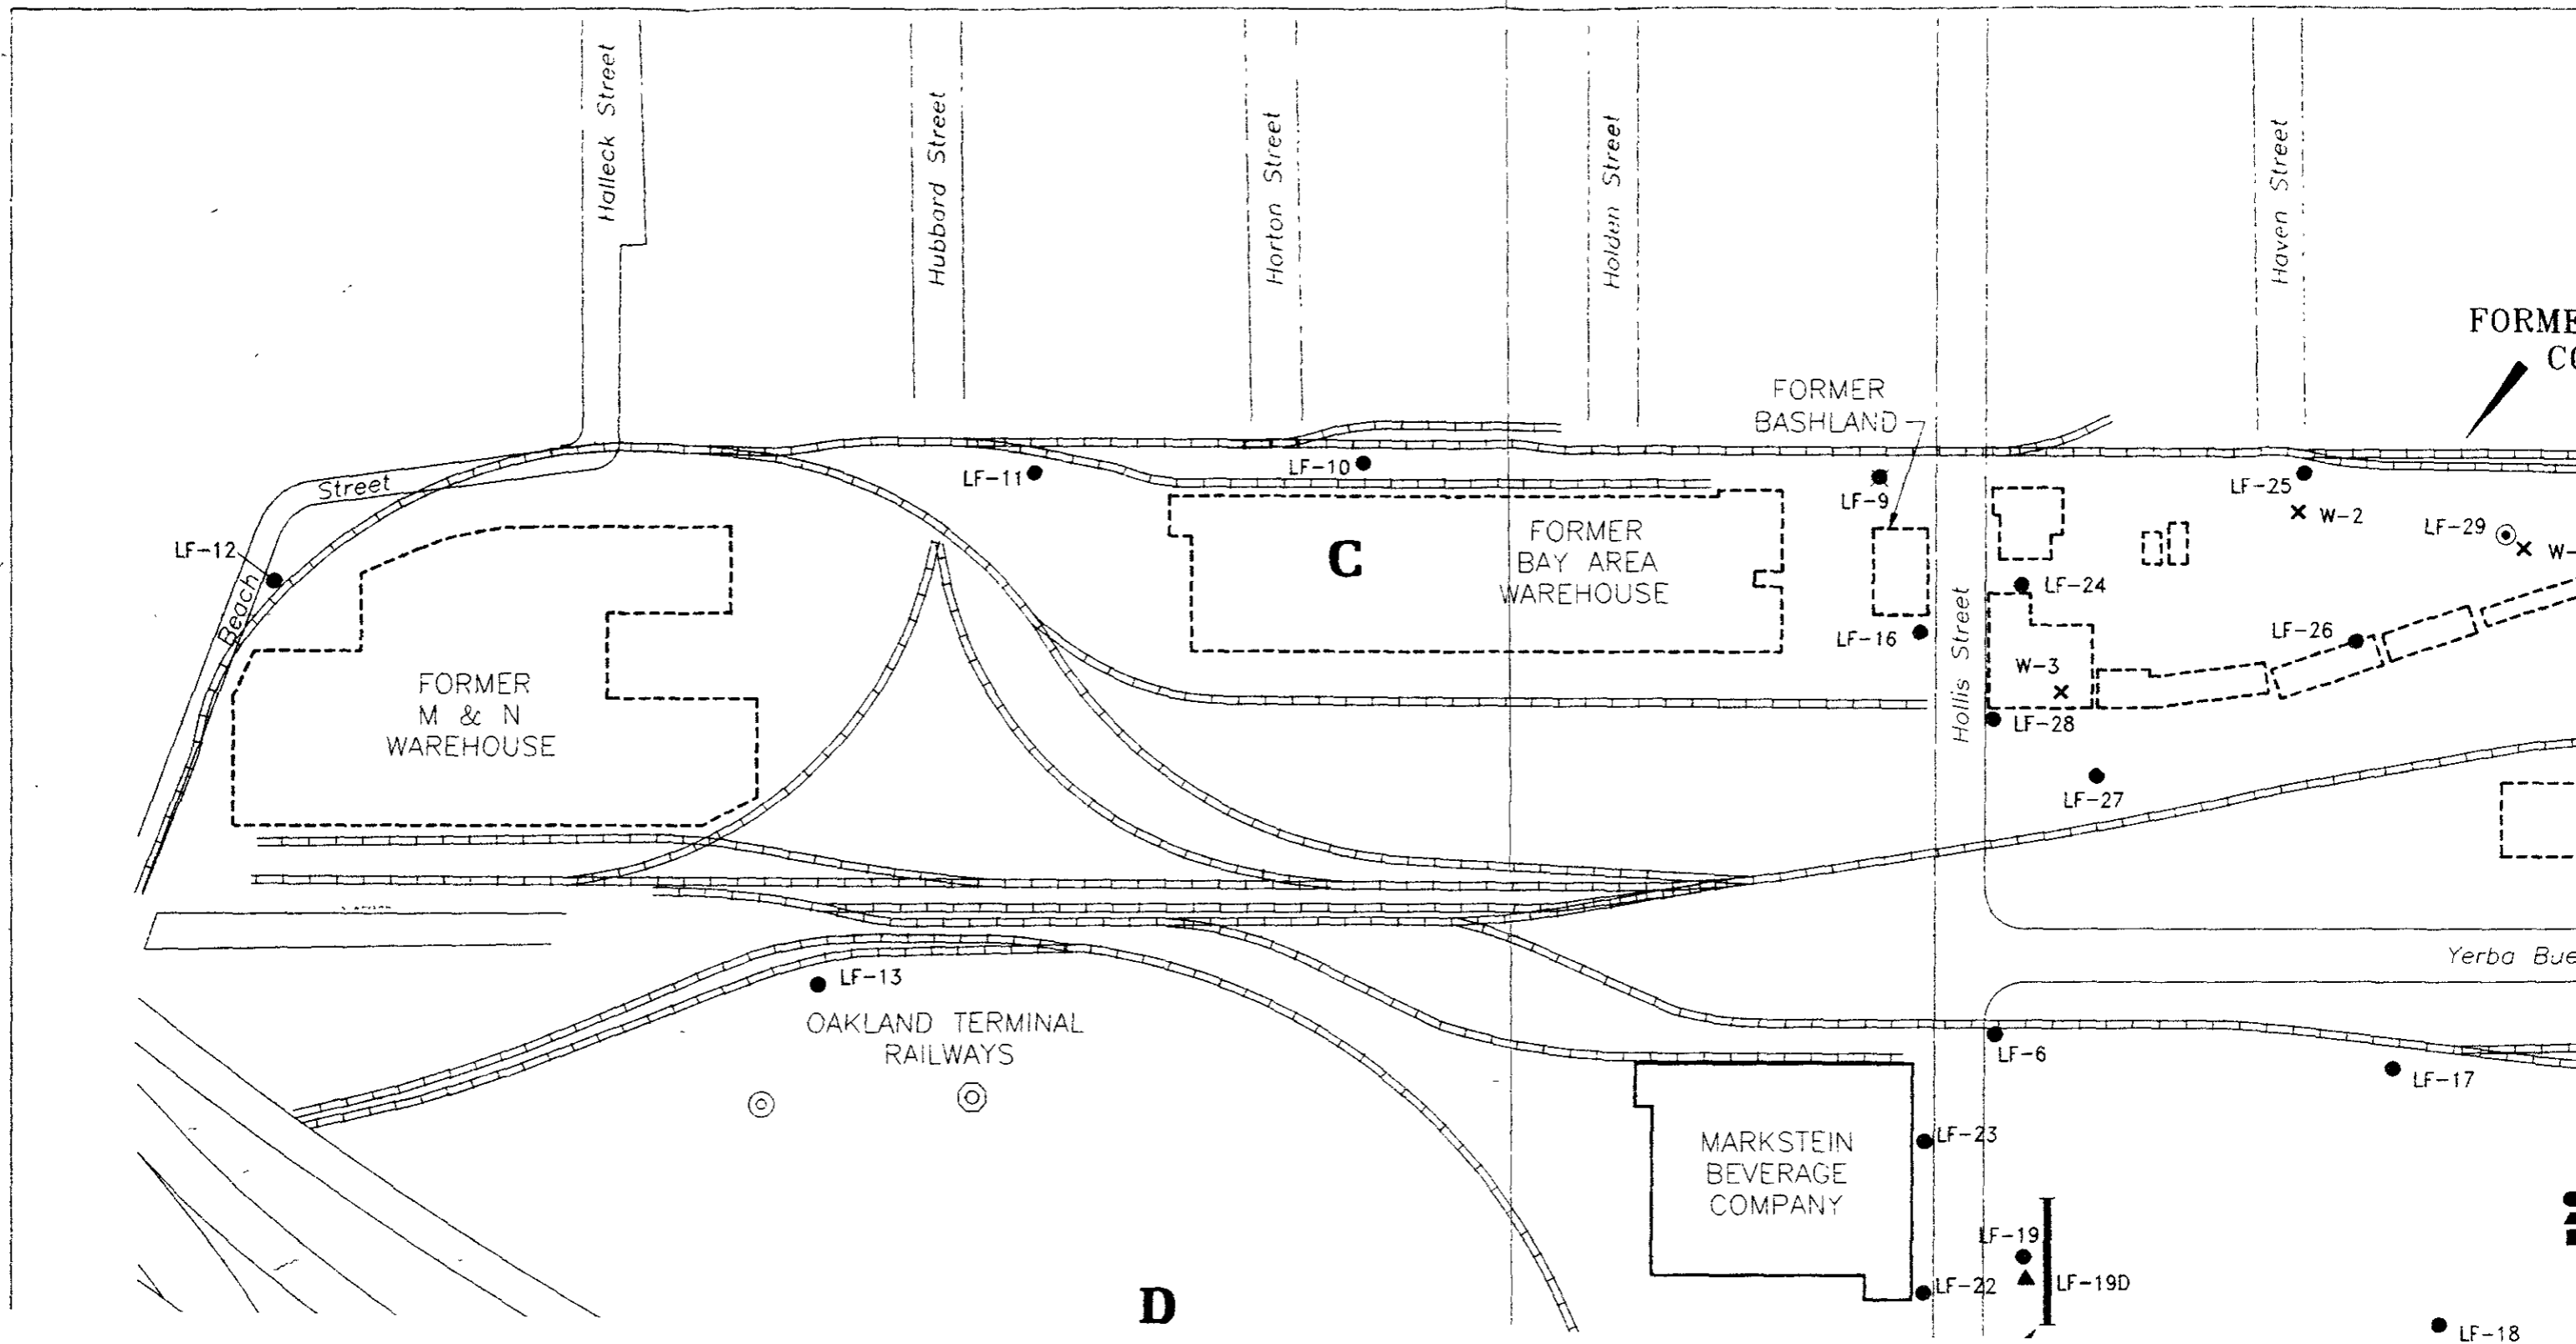 Halleck Street
Hubbard Street
Horton Street
Holden Street
Haven Street
FORMER
BASHLAND
LF-11
LF-10
LF-9
LF-25
W-2
LF-29
Street
Beach
LF-12
C
FORMER
BAY AREA
WAREHOUSE
LF-24
LF-16
Hollis Street
W-3
LF-26
LF-28
LF-27
FORMER
M & N
WAREHOUSE
Yerba Bue
LF-13
OAKLAND TERMINAL
RAILWAYS
LF-6
LF-17
MARKSTEIN
BEVERAGE
COMPANY
LF-23
LF-19
LF-22
LF-19D
D
LF-18